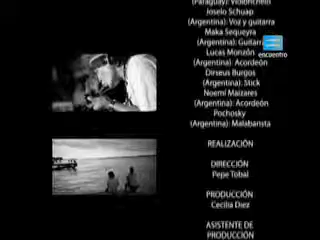 (Paraguay): Violonchelo
Joselo Schuap
(Argentina): Voz y guitarra
Maka Sequeyra
(Argentina): Guitarra
Lucas Monzón
(Argentina): Acordeón
Dirseus Burgos
(Argentina): Stick
Noemí Maizares
(Argentina): Acordeón
Pochosky
(Argentina): Malabarista
encuentro
REALIZACIÓN
DIRECCIÓN
Pepe Tobal
PRODUCCIÓN
Cecilia Diez
ASISTENTE DE
PRODUCCIÓN